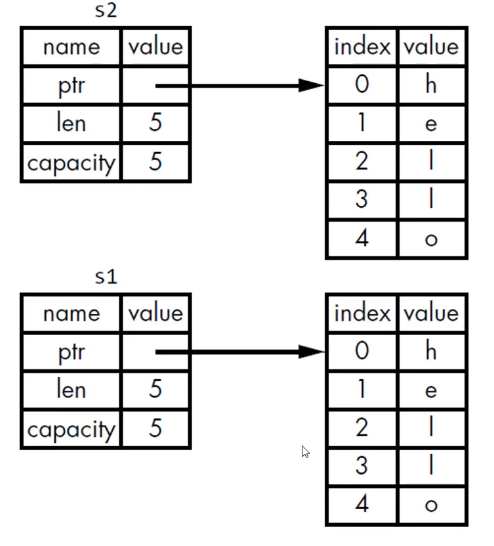 s2
name value
ptr
len 5
capacity 5
index value
0 h
1 e
2 l
3 l
4 o
s1
name value
ptr
len 5
capacity 5
index value
0 h
1 e
2 l
3 l
4 o